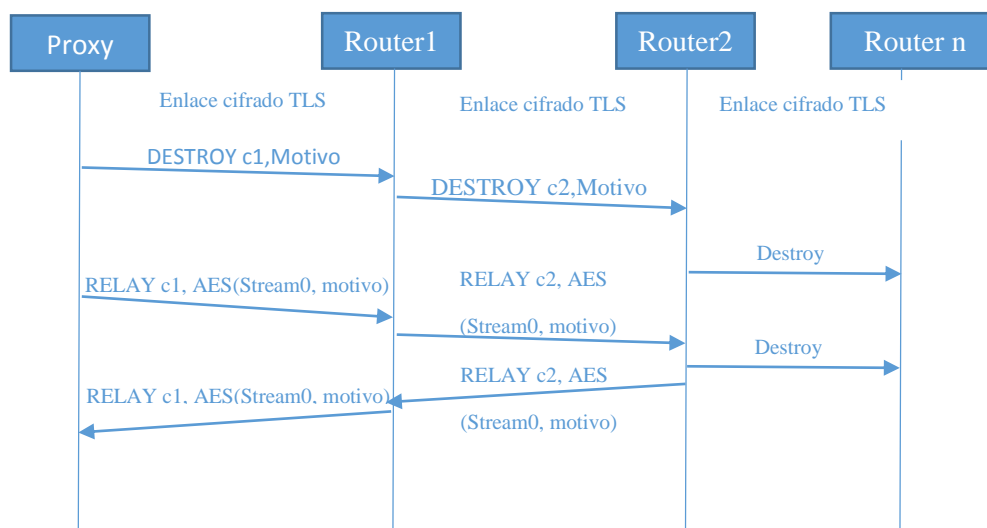 Proxy
Router1
Router2
Router n
Enlace cifrado TLS
Enlace cifrado TLS
Enlace cifrado TLS
DESTROY c1,Motivo
DESTROY c2,Motivo
Destroy
RELAY c1, AES(Stream0, motivo)
RELAY c2, AES
(Stream0, motivo)
Destroy
RELAY c2, AES
RELAY c1, AES(Stream0, motivo)
(Stream0, motivo)